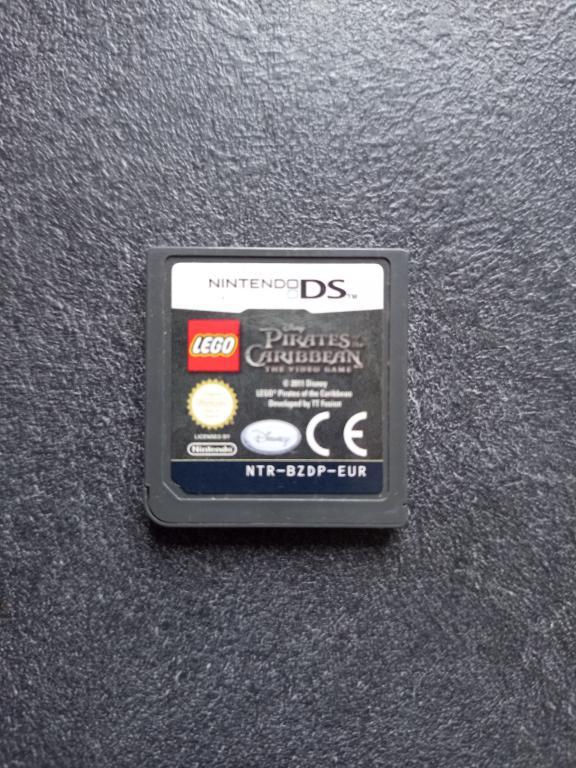 NINTENDO DS™
LEGO
Disney
PIRATES OF THE
CARIBBEAN
THE VIDEO GAME
© 2011 Disney
LEGO® Pirates of the Caribbean
Developed by TT Fusion
LICENSED BY
Nintendo
Disney
CE
NTR-BZDP-EUR